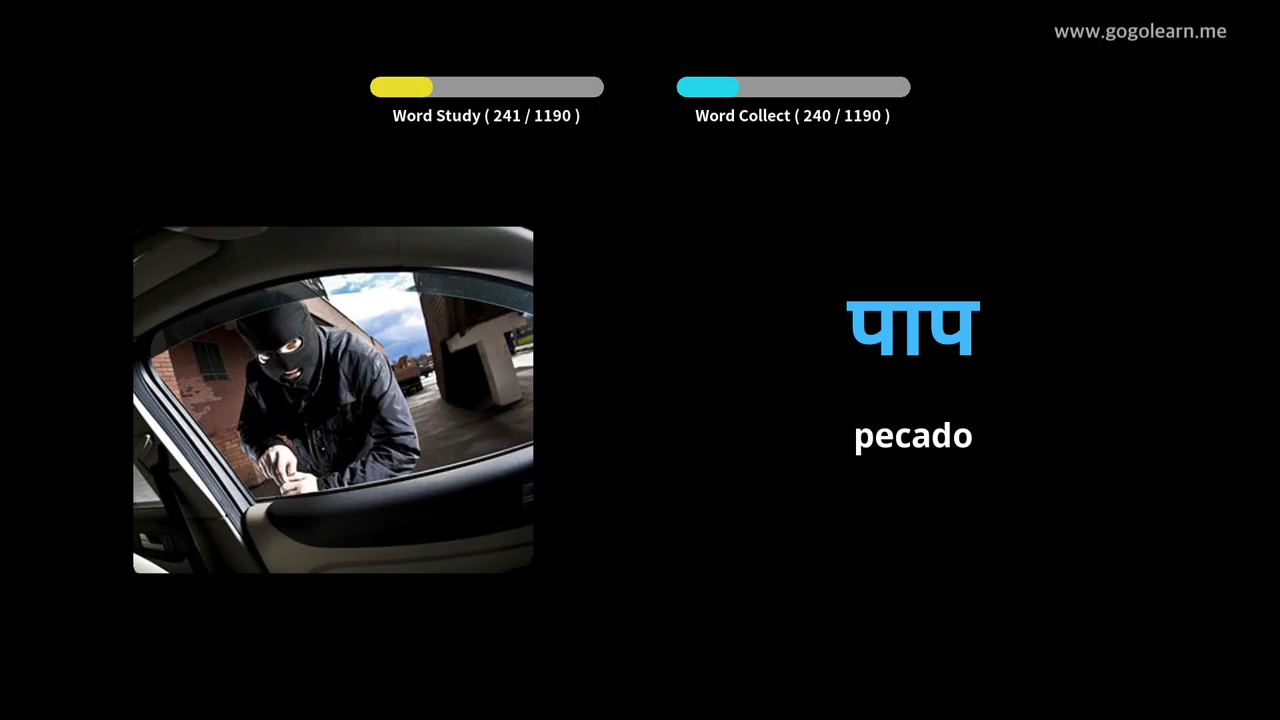 www.gogolearn.me
Word Study ( 241 / 1190 )
Word Collect ( 240 / 1190 )
पाप
pecado